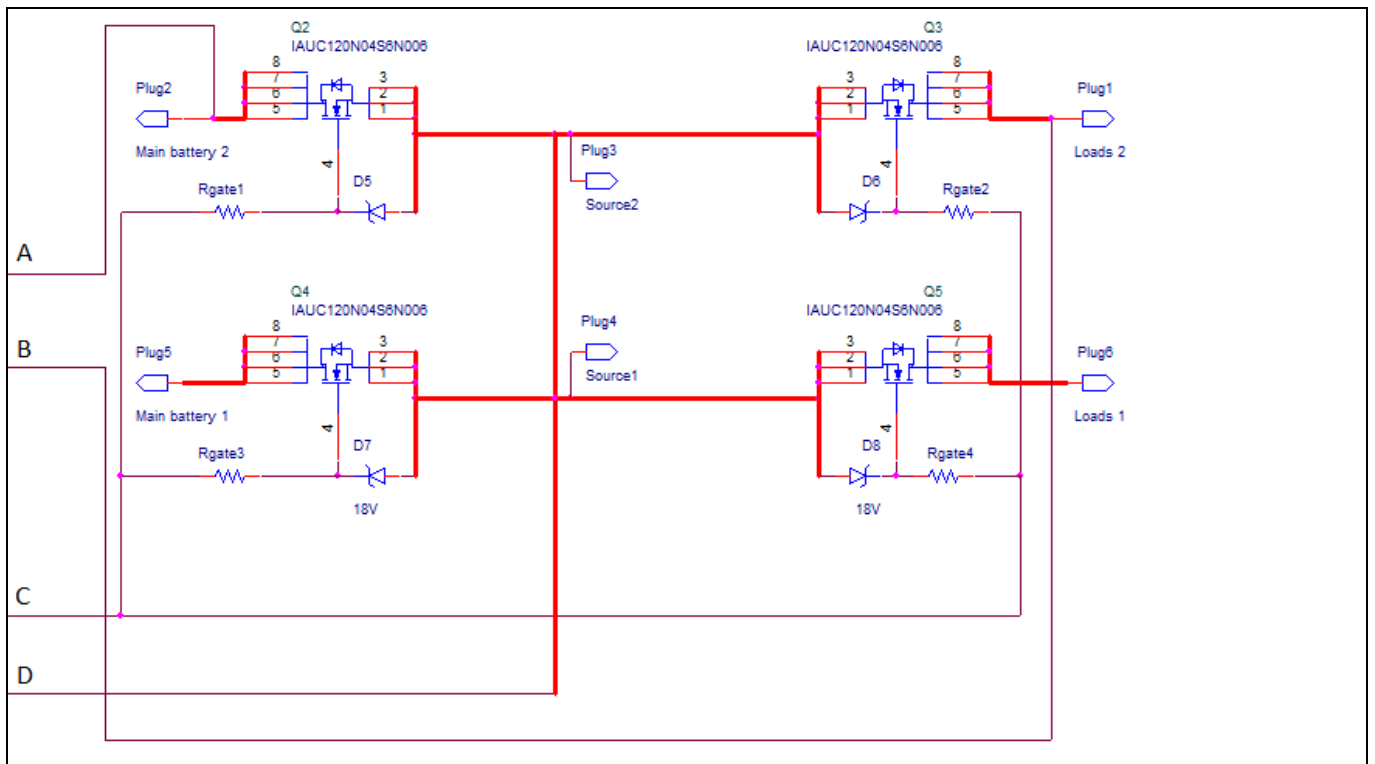 Q2
IAUC120N04S6N006
Q3
IAUC120N04S6N006
8
7
6
5
3
2
1
3
2
1
8
7
6
5
Plug2
Main battery 2
Plug1
Loads 2
Plug3
Source2
4
4
Rgate1
D5
D6
Rgate2
A
Q4
IAUC120N04S6N006
Q5
IAUC120N04S6N006
8
7
6
5
3
2
1
3
2
1
8
7
6
5
B
Plug5
Main battery 1
Plug4
Source1
Plug6
Loads 1
4
4
Rgate3
D7
18V
D8
18V
Rgate4
C
D